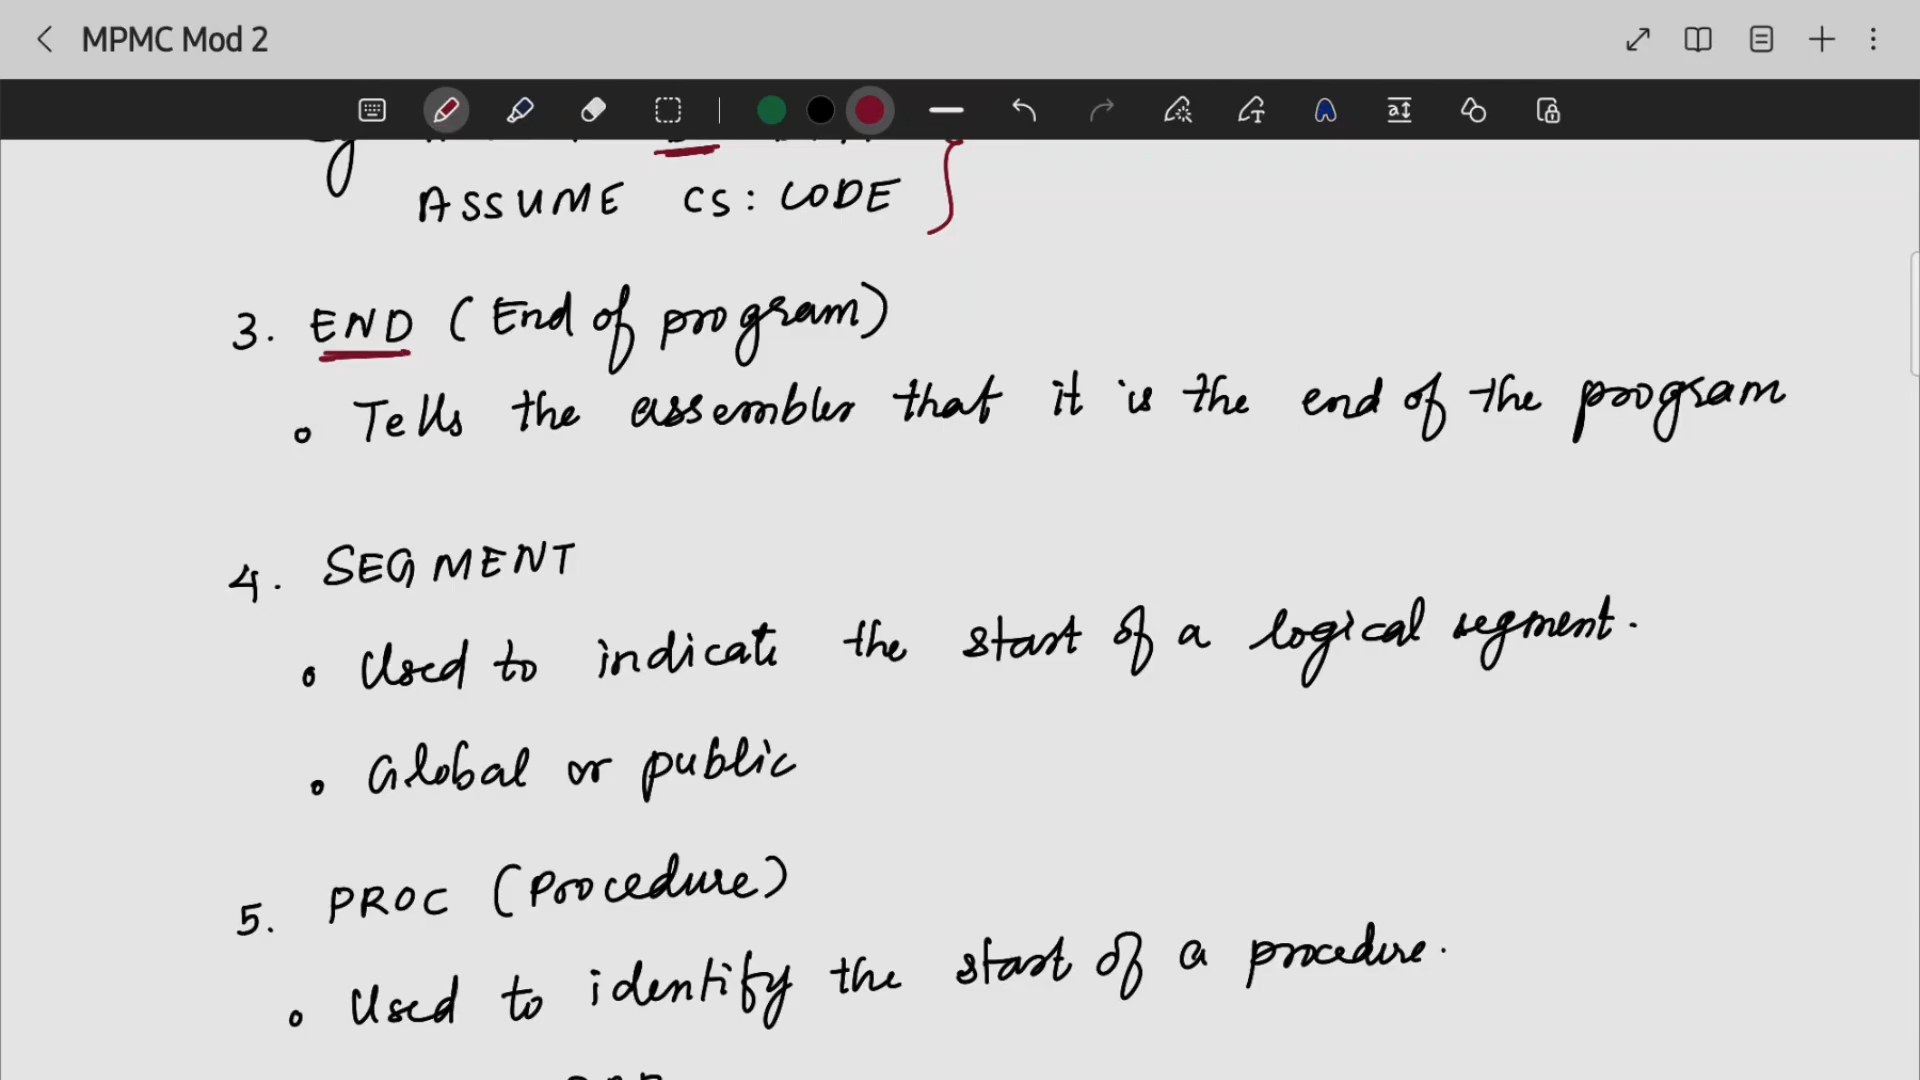 MPMC Mod 2
ASSUME CS: CODE
3. END (End of program)
• Tells the assembler that it is the end of the program
4. SEGMENT
• Used to indicate the start of a logical segment.
• Global or public
5. PROC (Procedure)
• Used to identify the start of a procedure.